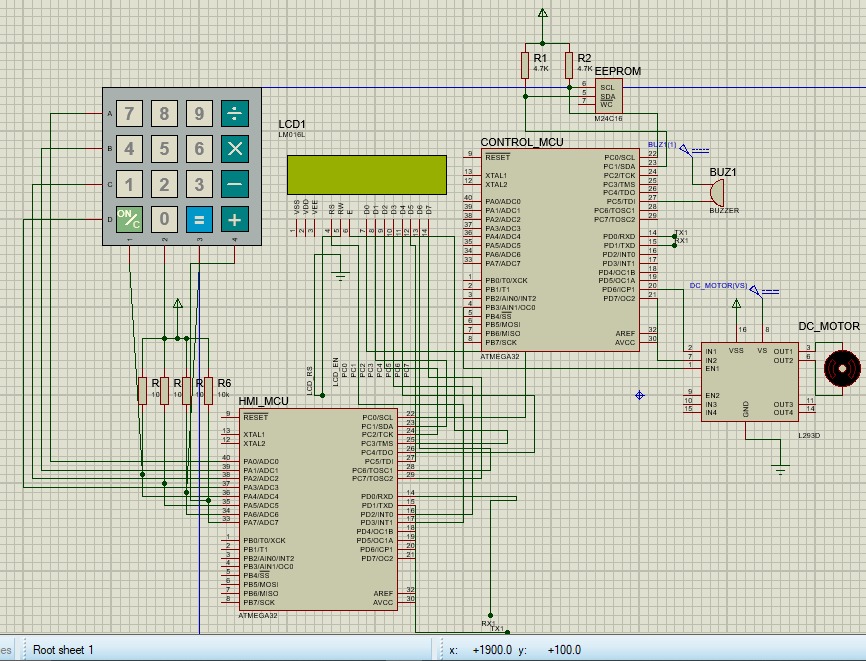 R1
4.7K
R2
4.7K
EEPROM
6 SCL
5 SDA
7 WC
M24C16
7 8 9 ÷
4 5 6 ×
1 2 3 −
ON/C 0 = +
A
B
C
D
1 2 3 4
LCD1
LM016L
VSS VDD VEE RS RW E D0 D1 D2 D3 D4 D5 D6 D7
1 2 3 4 5 6 7 8 9 10 11 12 13 14
CONTROL_MCU
9 RESET
13 XTAL1
12 XTAL2
40 PA0/ADC0
39 PA1/ADC1
38 PA2/ADC2
37 PA3/ADC3
36 PA4/ADC4
35 PA5/ADC5
34 PA6/ADC6
33 PA7/ADC7
1 PB0/T0/XCK
2 PB1/T1
3 PB2/AIN0/INT2
4 PB3/AIN1/OC0
5 PB4/SS
6 PB5/MOSI
7 PB6/MISO
8 PB7/SCK
PC0/SCL 22
PC1/SDA 23
PC2/TCK 24
PC3/TMS 25
PC4/TDO 26
PC5/TDI 27
PC6/TOSC1 28
PC7/TOSC2 29
PD0/RXD 14
PD1/TXD 15
PD2/INT0 16
PD3/INT1 17
PD4/OC1B 18
PD5/OC1A 19
PD6/ICP1 20
PD7/OC2 21
AREF 32
AVCC 30
ATMEGA32
TX1
RX1
BUZ1(1)
BUZ1
BUZZER
DC_MOTOR(VS)
DC_MOTOR
16 8
VSS VS
2 IN1
7 IN2
1 EN1
9 EN2
10 IN3
15 IN4
OUT1 3
OUT2 6
OUT3 11
OUT4 14
GND
L293D
LCD_RS
LCD_EN
PC0
PC1
PC2
PC3
PC4
PC5
PC6
R R R R6
10 10 10 10k
HMI_MCU
9 RESET
13 XTAL1
12 XTAL2
40 PA0/ADC0
39 PA1/ADC1
38 PA2/ADC2
37 PA3/ADC3
36 PA4/ADC4
35 PA5/ADC5
34 PA6/ADC6
33 PA7/ADC7
1 PB0/T0/XCK
2 PB1/T1
3 PB2/AIN0/INT2
4 PB3/AIN1/OC0
5 PB4/SS
6 PB5/MOSI
7 PB6/MISO
8 PB7/SCK
PC0/SCL 22
PC1/SDA 23
PC2/TCK 24
PC3/TMS 25
PC4/TDO 26
PC5/TDI 27
PC6/TOSC1 28
PC7/TOSC2 29
PD0/RXD 14
PD1/TXD 15
PD2/INT0 16
PD3/INT1 17
PD4/OC1B 18
PD5/OC1A 19
PD6/ICP1 20
PD7/OC2 21
AREF 32
AVCC 30
ATMEGA32
RX1
TX1
es Root sheet 1 x: +1900.0 y: +100.0